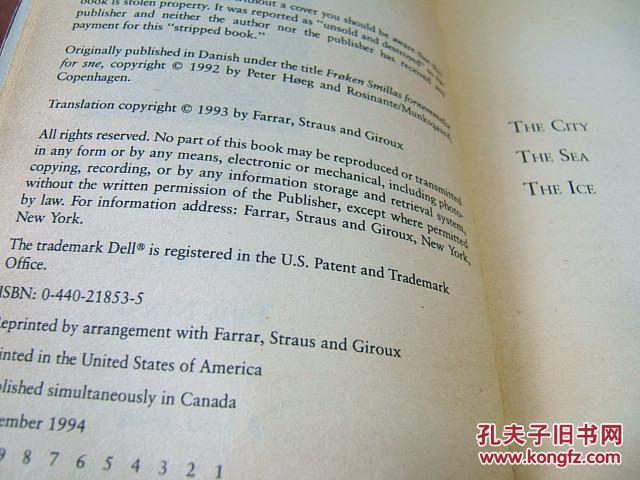 without a cover you should be aware that this
book is stolen property. It was reported as "unsold and destroyed" to the
publisher and neither the author nor the publisher has received any
payment for this "stripped book."
Originally published in Danish under the title Frøken Smillas fornemmelse
for sne, copyright © 1992 by Peter Høeg and Rosinante/Munksgaard,
Copenhagen.
Translation copyright © 1993 by Farrar, Straus and Giroux
All rights reserved. No part of this book may be reproduced or transmitted
in any form or by any means, electronic or mechanical, including photo-
copying, recording, or by any information storage and retrieval system,
without the written permission of the Publisher, except where permitted
by law. For information address: Farrar, Straus and Giroux, New York,
New York.
The trademark Dell® is registered in the U.S. Patent and Trademark
Office.
ISBN: 0-440-21853-5
Reprinted by arrangement with Farrar, Straus and Giroux
inted in the United States of America
blished simultaneously in Canada
ember 1994
9 8 7 6 5 4 3 2 1
THE CITY
THE SEA
THE ICE
孔夫子旧书网
www.kongfz.com